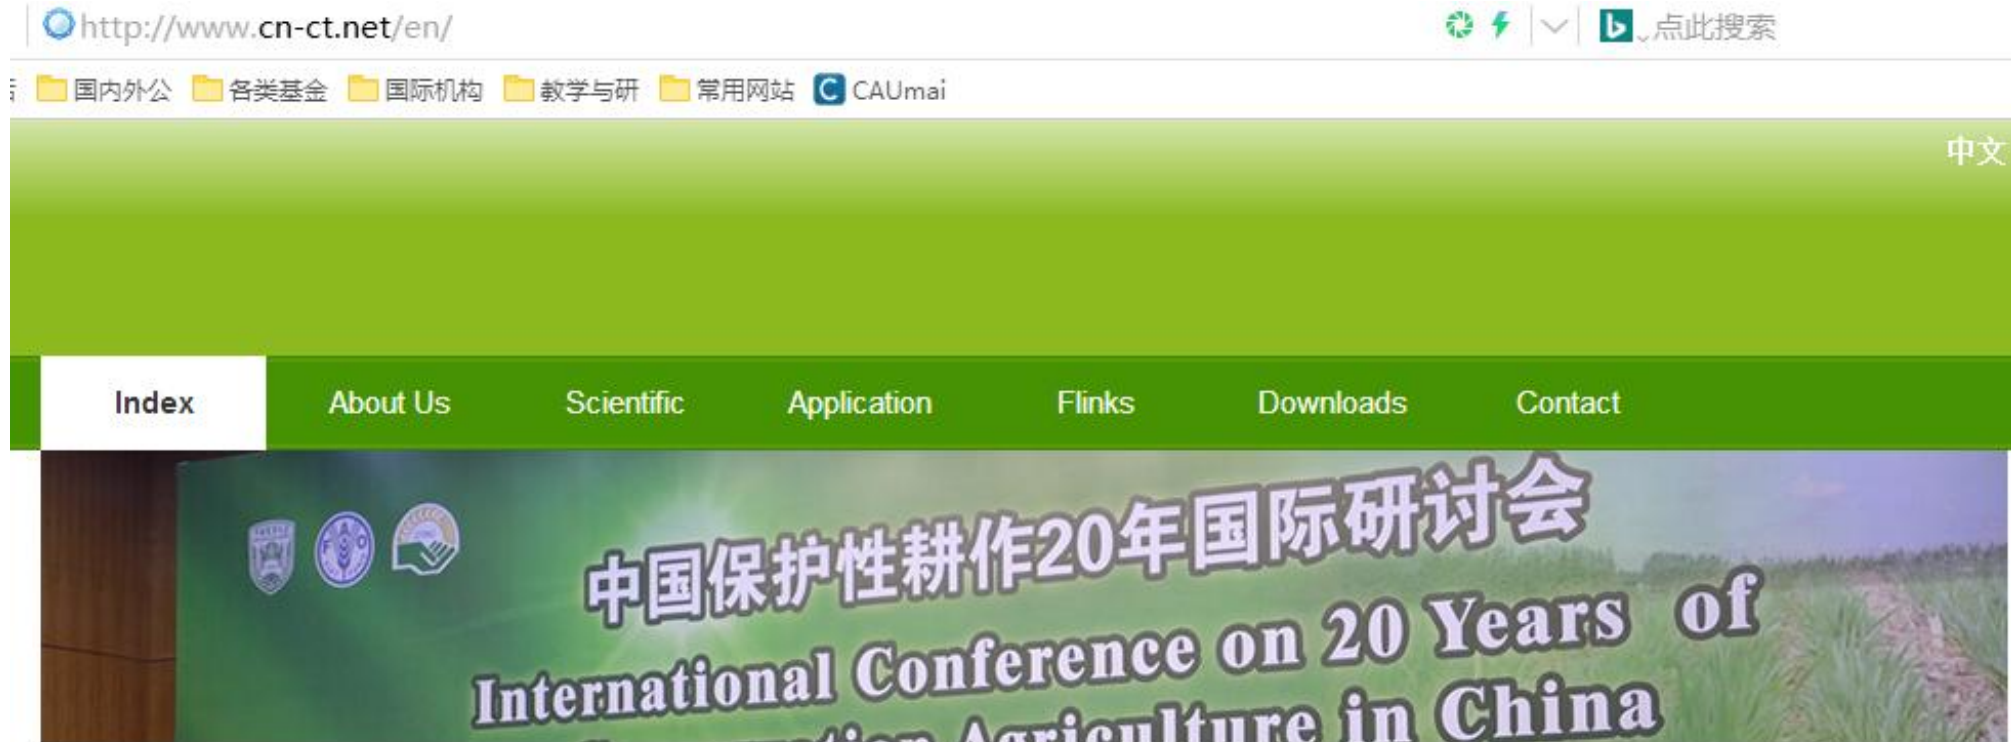 http://www.cn-ct.net/en/ 点此搜索
国内外公 各类基金 国际机构 教学与研 常用网站 CAUmai
中文
Index About Us Scientific Application Flinks Downloads Contact
中国保护性耕作20年国际研讨会
International Conference on 20 Years of
Agriculture in China